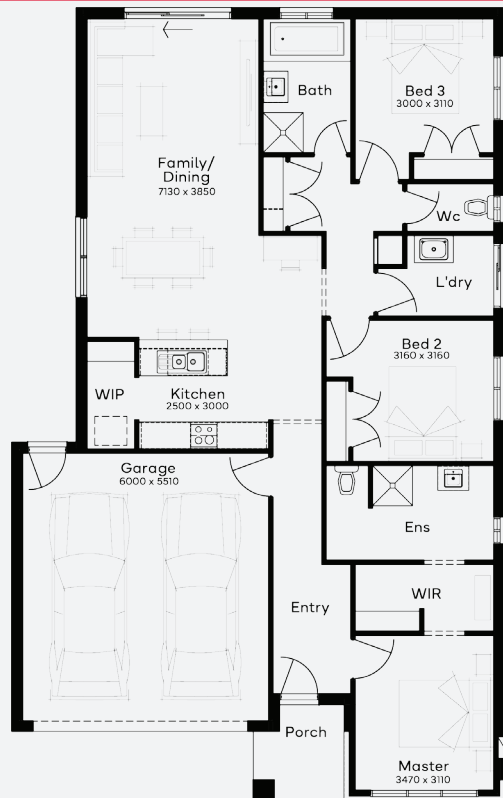 Bath
Bed 3
3000 x 3110
Family/
Dining
7130 x 3850
Wc
L'dry
Bed 2
3160 x 3160
WIP
Kitchen
2500 x 3000
Garage
6000 x 5510
Ens
WIR
Entry
Porch
Master
3470 x 3110